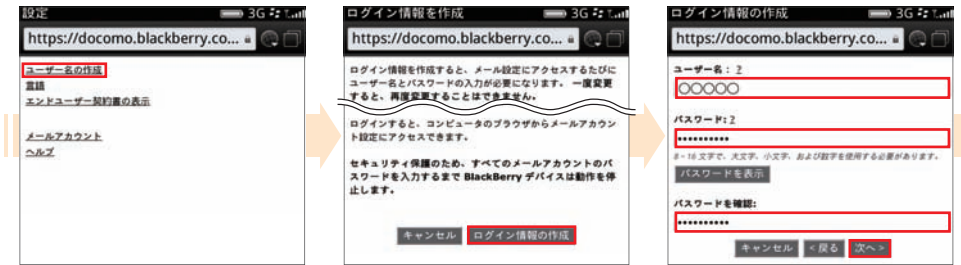 設定
3G
https://docomo.blackberry.co...
ユーザー名の作成
言語
エンドユーザー契約書の表示
メールアカウント
ヘルプ
ログイン情報を作成
3G
https://docomo.blackberry.co...
ログイン情報を作成すると、メール設定にアクセスするたびに
ユーザー名とパスワードの入力が必要になります。 一度変更
すると、再度変更することはできません。
ログインすると、コンピュータのブラウザからメールアカウン
ト設定にアクセスできます。
セキュリティ保護のため、すべてのメールアカウントのパ
スワードを入力するまで BlackBerry デバイスは動作を停
止します。
キャンセル ログイン情報の作成
ログイン情報の作成
3G
https://docomo.blackberry.co...
ユーザー名: ?
○○○○○
パスワード: ?
••••••••••
8-16 文字で、大文字、小文字、および数字を使用する必要があります。
パスワードを表示
パスワードを確認:
••••••••••
キャンセル <戻る 次へ>